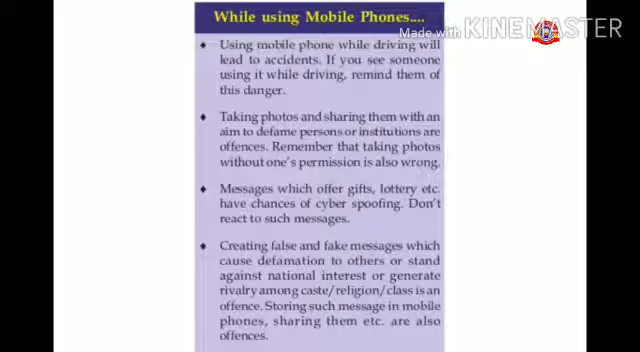 While using Mobile Phones....
Made with KINEMASTER
♦ Using mobile phone while driving will
lead to accidents. If you see someone
using it while driving, remind them of
this danger.
♦ Taking photos and sharing them with an
aim to defame persons or institutions are
offences. Remember that taking photos
without one's permission is also wrong.
♦ Messages which offer gifts, lottery etc.
have chances of cyber spoofing. Don't
react to such messages.
♦ Creating false and fake messages which
cause defamation to others or stand
against national interest or generate
rivalry among caste/religion/class is an
offence. Storing such message in mobile
phones, sharing them etc. are also
offences.